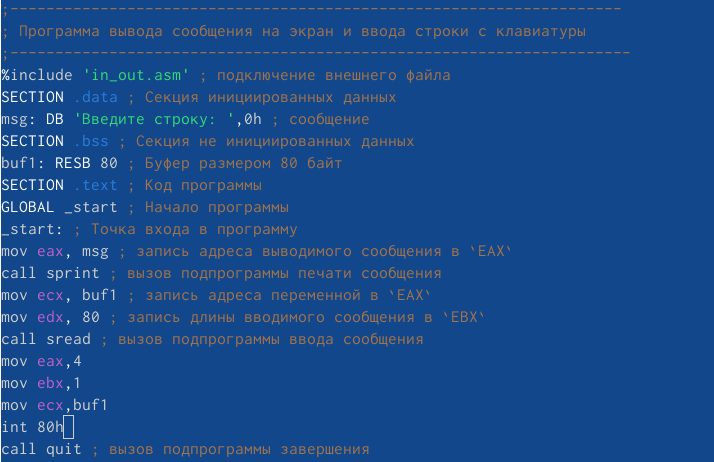 ;--------------------------------------------------------------------
; Программа вывода сообщения на экран и ввода строки с клавиатуры
;---------------------------------------------------------------------
%include 'in_out.asm' ; подключение внешнего файла
SECTION .data ; Секция инициированных данных
msg: DB 'Введите строку: ',0h ; сообщение
SECTION .bss ; Секция не инициированных данных
buf1: RESB 80 ; Буфер размером 80 байт
SECTION .text ; Код программы
GLOBAL _start ; Начало программы
_start: ; Точка входа в программу
mov eax, msg ; запись адреса выводимого сообщения в `EAX`
call sprint ; вызов подпрограммы печати сообщения
mov ecx, buf1 ; запись адреса переменной в `EAX`
mov edx, 80 ; запись длины вводимого сообщения в `EBX`
call sread ; вызов подпрограммы ввода сообщения
mov eax,4
mov ebx,1
mov ecx,buf1
int 80h
call quit ; вызов подпрограммы завершения